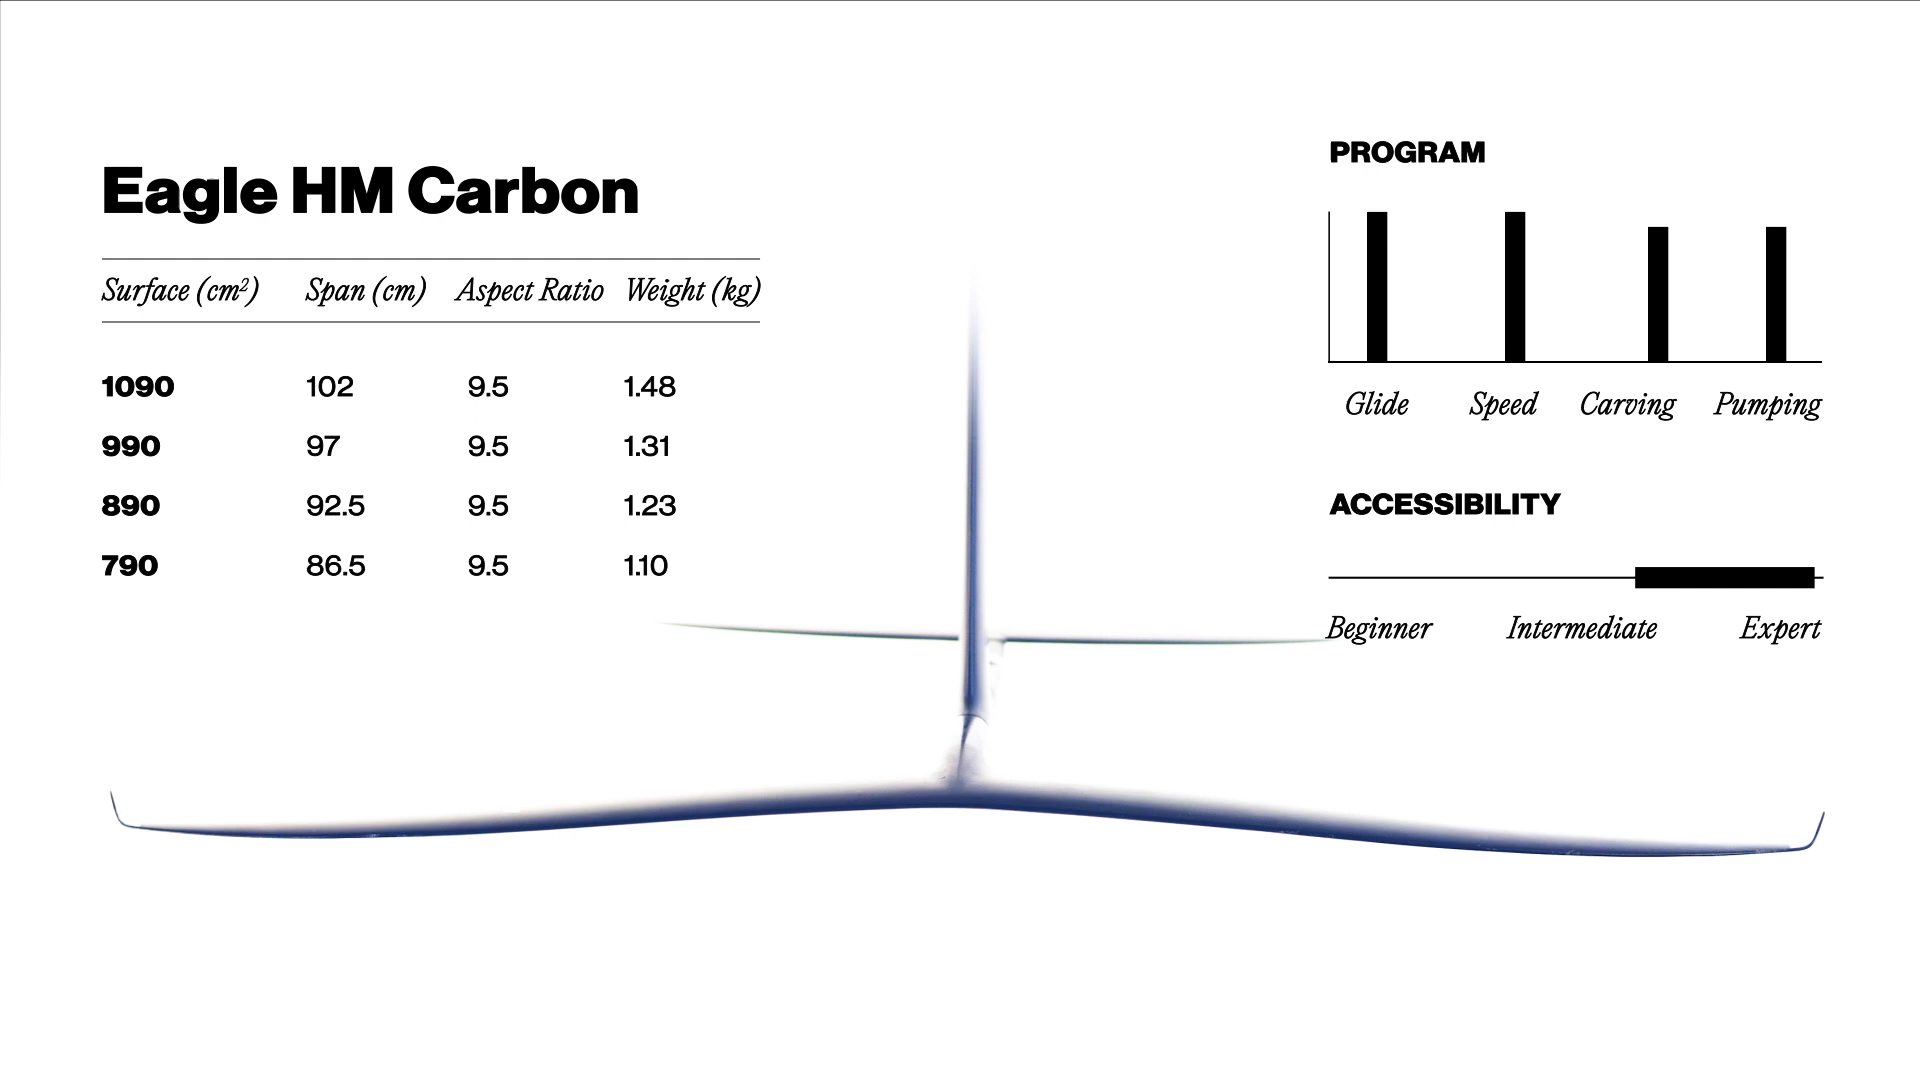 Eagle HM Carbon
Surface (cm²) Span (cm) Aspect Ratio Weight (kg)
1090 102 9.5 1.48
990 97 9.5 1.31
890 92.5 9.5 1.23
790 86.5 9.5 1.10
PROGRAM
Glide Speed Carving Pumping
ACCESSIBILITY
Beginner Intermediate Expert